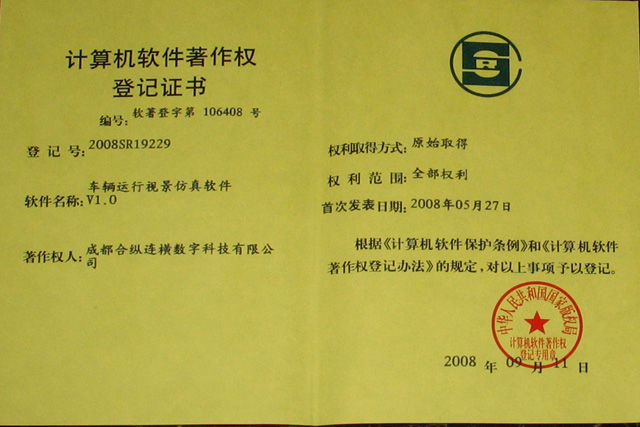 计算机软件著作权
登记证书
编号:软著登字第 106408 号
登 记 号:2008SR19229
软件名称:车辆运行视景仿真软件
V1.0
著作权人:成都合纵连横数字科技有限公
司
权利取得方式:原始取得
权 利 范 围:全部权利
首次发表日期:2008年05月27日
根据《计算机软件保护条例》和《计算机软件
著作权登记办法》的规定,对以上事项予以登记。
中华人民共和国国家版权局
计算机软件著作权
登记专用章
2008 年 09 月 11 日